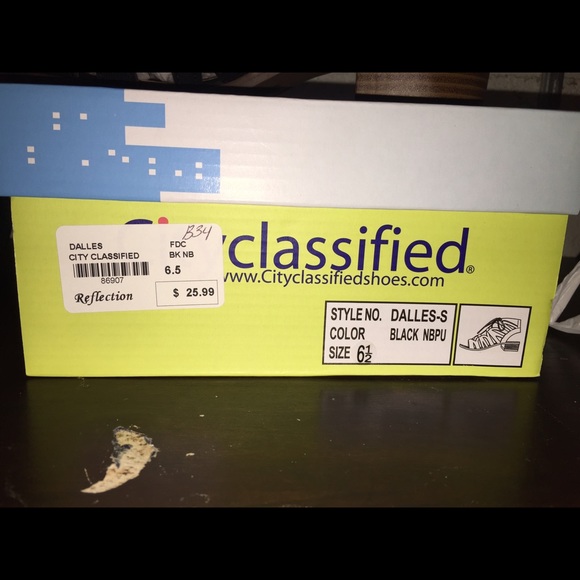 B34
DALLES FDC
CITY CLASSIFIED BK NB
6.5
86907
Reflection $ 25.99
Cityclassified®
www.Cityclassifiedshoes.com
STYLE NO. DALLES-S
COLOR BLACK NBPU
SIZE 6½